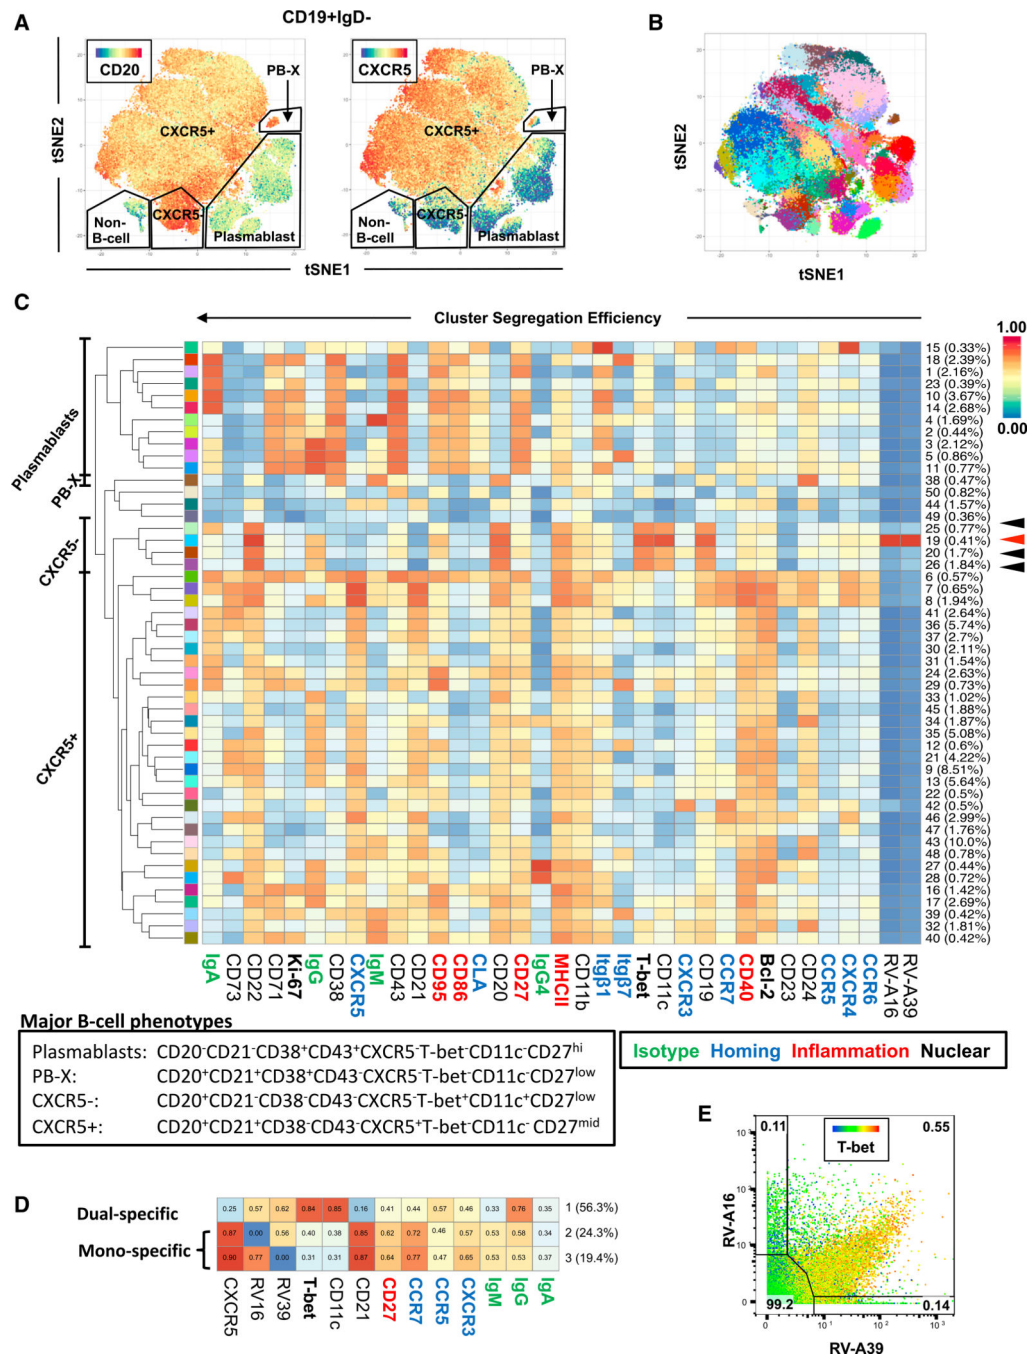 A
CD19+IgD-
B
CD20
CXCR5
PB-X
PB-X
CXCR5+
CXCR5+
CXCR5-
CXCR5-
Non-
B-cell
Plasmablast
Non-
B-cell
Plasmablast
tSNE2
tSNE1
tSNE2
tSNE1
C
Cluster Segregation Efficiency
1.00
0.00
Plasmablasts
PB-X
CXCR5-
CXCR5+
15 (0.33%)
18 (2.39%)
1 (2.16%)
23 (0.39%)
10 (3.67%)
14 (2.68%)
4 (1.69%)
2 (0.44%)
3 (2.12%)
5 (0.86%)
11 (0.77%)
38 (0.47%)
50 (0.82%)
44 (1.57%)
49 (0.36%)
25 (0.77%)
19 (0.41%)
20 (1.7%)
26 (1.84%)
6 (0.57%)
7 (0.65%)
8 (1.94%)
41 (2.64%)
36 (5.74%)
37 (2.7%)
30 (2.11%)
31 (1.54%)
24 (2.63%)
29 (0.73%)
33 (1.02%)
45 (1.88%)
34 (1.87%)
35 (5.08%)
12 (0.6%)
21 (4.22%)
9 (8.51%)
13 (5.64%)
22 (0.5%)
42 (0.5%)
46 (2.99%)
47 (1.76%)
43 (10.0%)
48 (0.78%)
27 (0.44%)
28 (0.72%)
16 (1.42%)
17 (2.69%)
39 (0.42%)
32 (1.81%)
40 (0.42%)
IgA CD73 CD22 CD71 Ki-67 IgG CD38 CXCR5 IgM CD43 CD21 CD95 CD86 CLA CD20 CD27 IgG4 MHCII CD11b Itgβ1 Itgβ7 T-bet CD11c CXCR3 CD19 CCR7 CD40 Bcl-2 CD23 CD24 CCR5 CXCR4 CCR6 RV-A16 RV-A39
Major B-cell phenotypes
Plasmablasts: CD20⁻CD21⁻CD38⁺CD43⁺CXCR5⁻T-bet⁻CD11c⁻CD27ʰⁱ
PB-X: CD20⁺CD21⁺CD38⁺CD43⁻CXCR5⁻T-bet⁻CD11c⁻CD27ˡᵒʷ
CXCR5-: CD20⁺CD21⁻CD38⁻CD43⁻CXCR5⁻T-bet⁺CD11c⁺CD27ˡᵒʷ
CXCR5+: CD20⁺CD21⁺CD38⁻CD43⁻CXCR5⁺T-bet⁻CD11c⁻CD27ᵐⁱᵈ
Isotype Homing Inflammation Nuclear
D
Dual-specific
Mono-specific
0.25 0.57 0.62 0.84 0.85 0.16 0.41 0.44 0.57 0.46 0.33 0.76 0.35 1 (56.3%)
0.87 0.00 0.56 0.40 0.38 0.85 0.62 0.72 0.46 0.38 0.53 0.58 0.34 2 (24.3%)
0.90 0.77 0.00 0.31 0.31 0.87 0.64 0.77 0.47 0.65 0.53 0.53 0.37 3 (19.4%)
CXCR5 RV16 RV39 T-bet CD11c CD21 CD27 CCR7 CCR5 CXCR3 IgM IgG IgA
E
0.11
0.55
T-bet
99.2
0.14
RV-A16
RV-A39